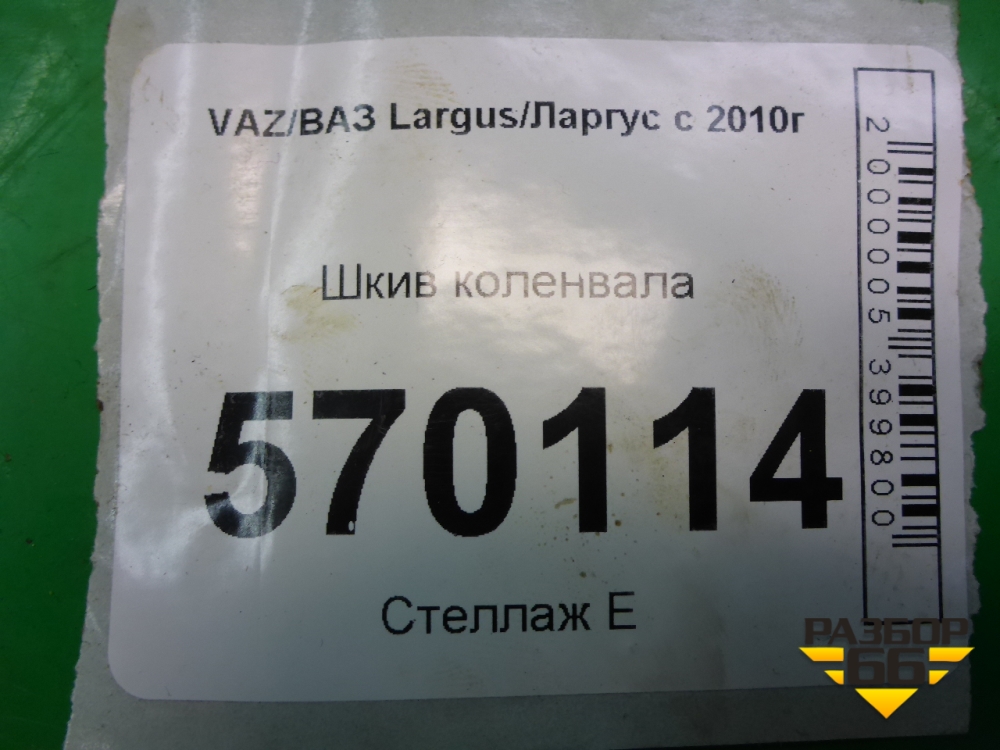 VAZ/ВАЗ Largus/Ларгус с 2010г
Шкив коленвала
570114
Стеллаж Е
2000005399800
РАЗБОР
66